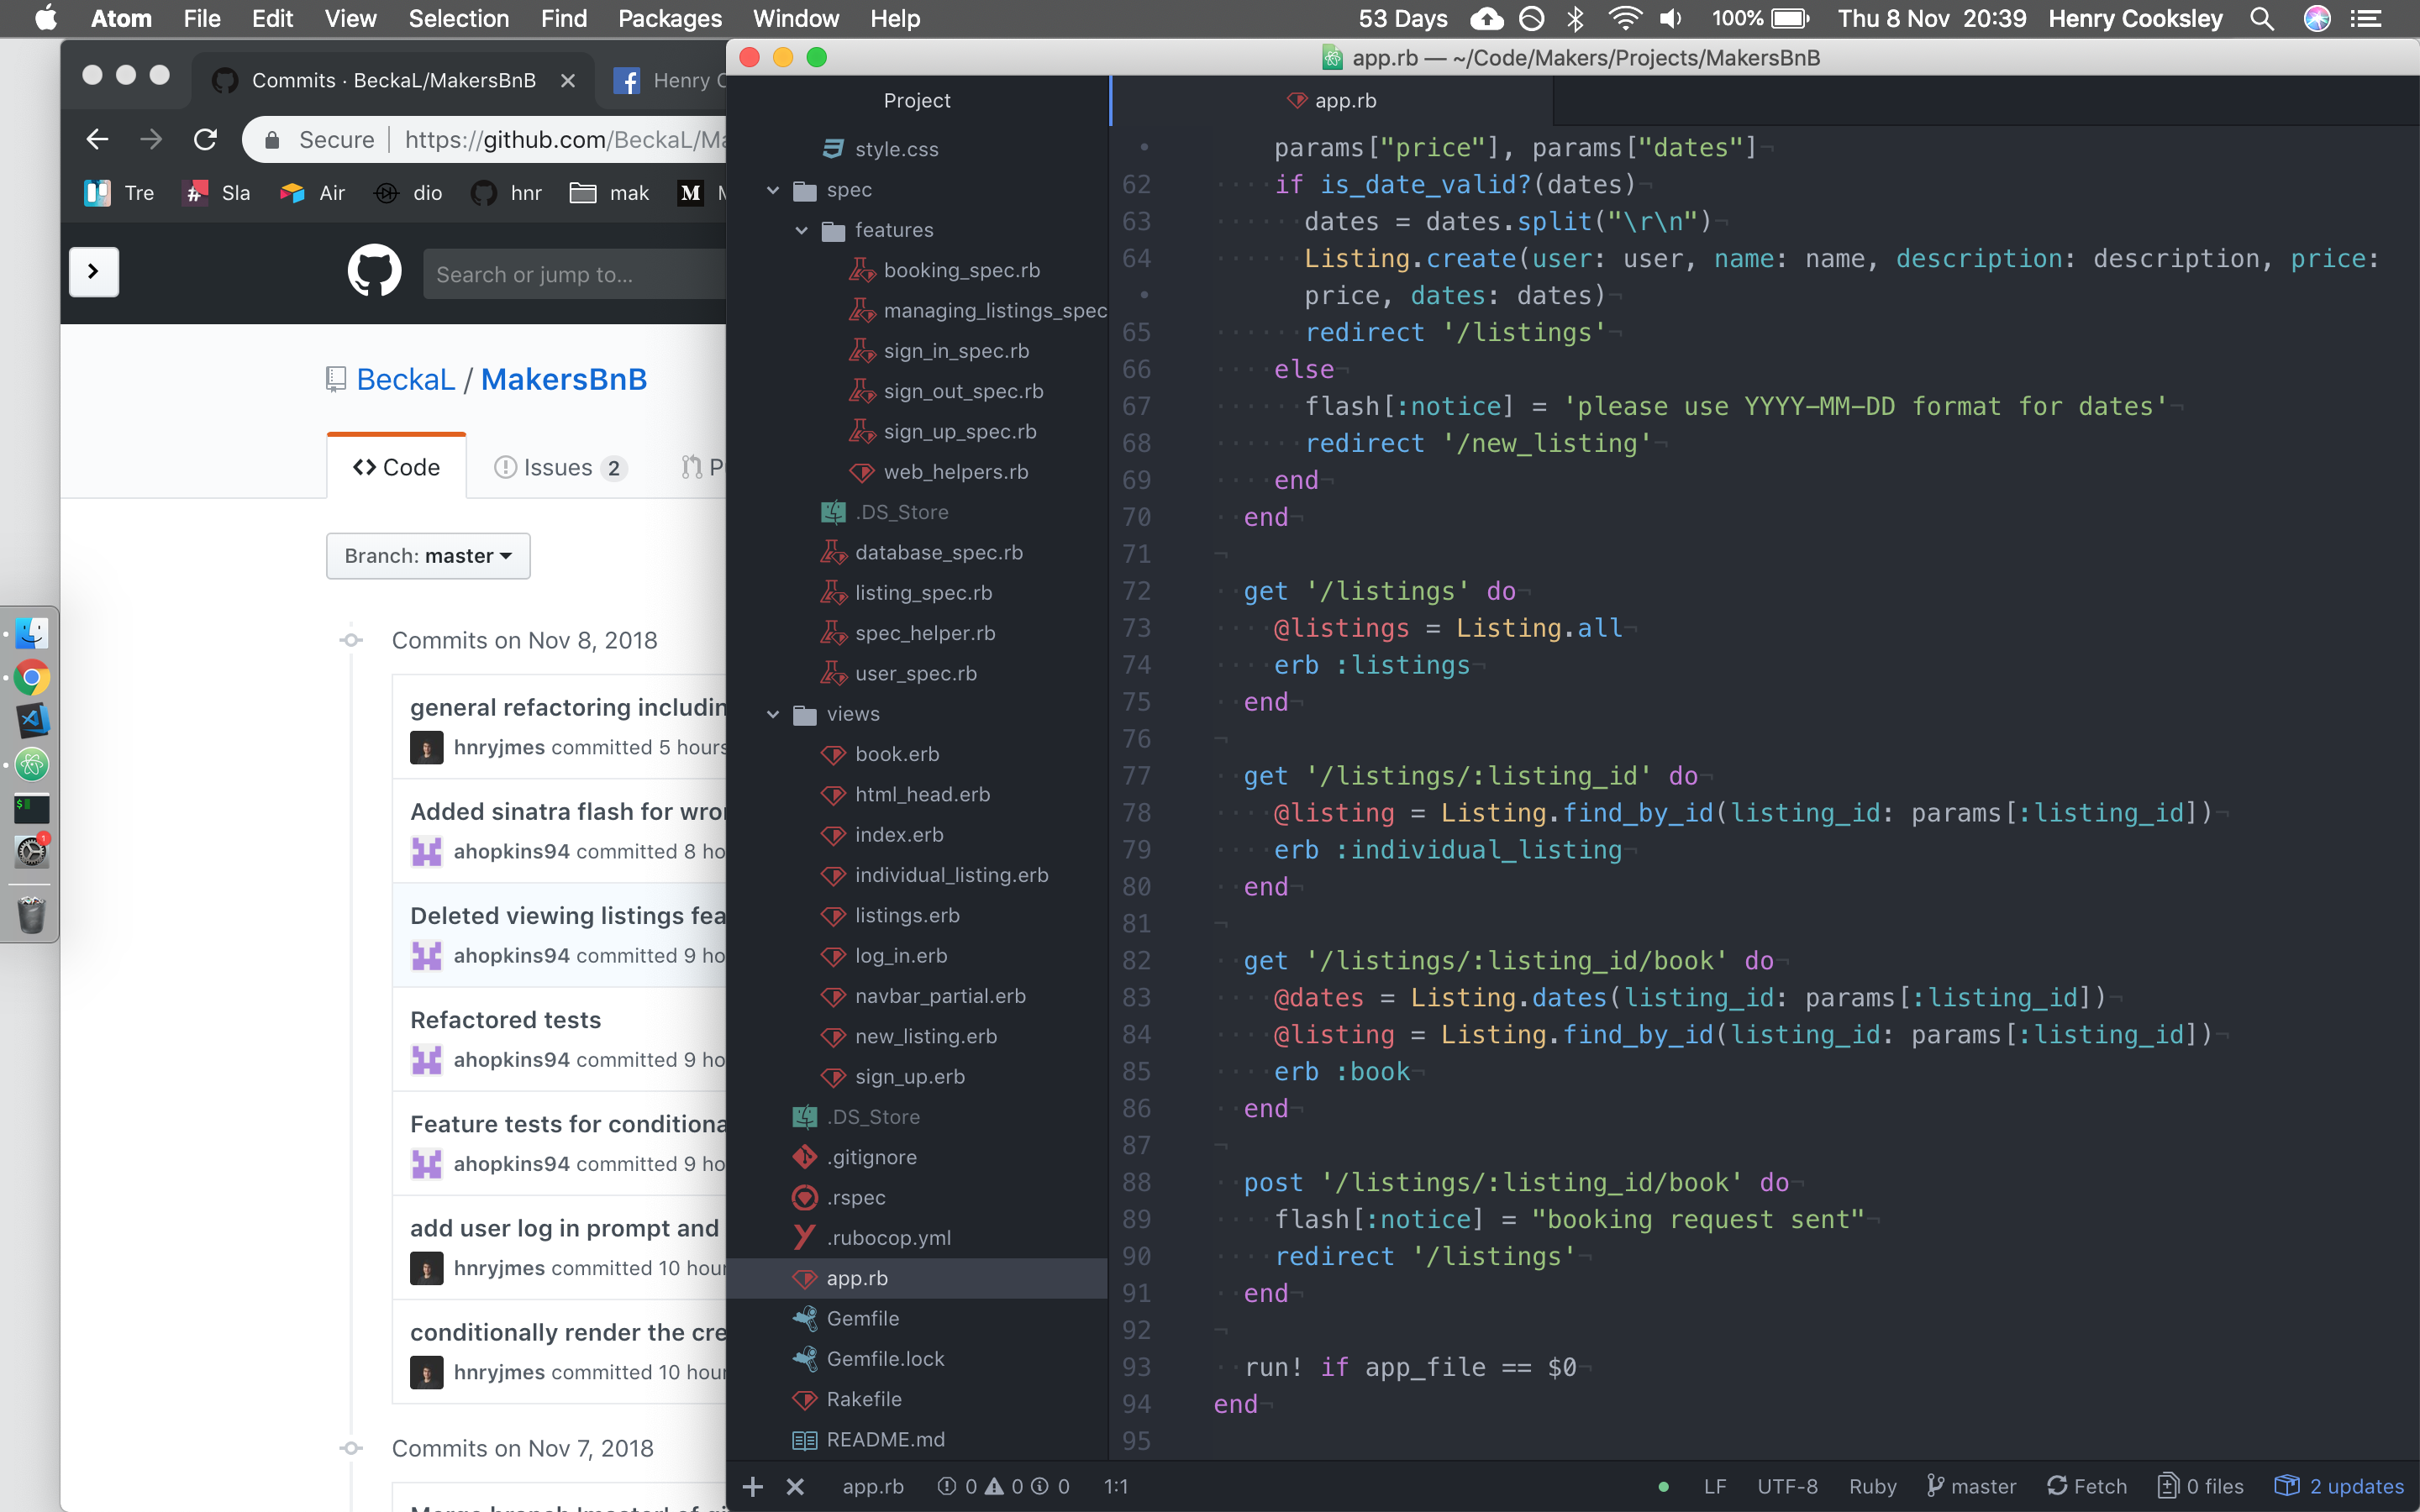 Atom File Edit View Selection Find Packages Window Help
53 Days 100% Thu 8 Nov 20:39 Henry Cooksley
Commits · BeckaL/MakersBnB
Henry C
Secure https://github.com/BeckaL/Ma
Tre Sla Air dio hnr mak
Search or jump to...
BeckaL / MakersBnB
Code Issues 2
Branch: master
Commits on Nov 8, 2018
general refactoring includin
hnryjmes committed 5 hours
Added sinatra flash for wro
ahopkins94 committed 8 ho
Deleted viewing listings fea
ahopkins94 committed 9 ho
Refactored tests
ahopkins94 committed 9 ho
Feature tests for conditiona
ahopkins94 committed 9 ho
add user log in prompt and
hnryjmes committed 10 hour
conditionally render the cre
hnryjmes committed 10 hour
Commits on Nov 7, 2018
app.rb — ~/Code/Makers/Projects/MakersBnB
Project
style.css
spec
features
booking_spec.rb
managing_listings_spec
sign_in_spec.rb
sign_out_spec.rb
sign_up_spec.rb
web_helpers.rb
.DS_Store
database_spec.rb
listing_spec.rb
spec_helper.rb
user_spec.rb
views
book.erb
html_head.erb
index.erb
individual_listing.erb
listings.erb
log_in.erb
navbar_partial.erb
new_listing.erb
sign_up.erb
.DS_Store
.gitignore
.rspec
.rubocop.yml
app.rb
Gemfile
Gemfile.lock
Rakefile
README.md
app.rb
params["price"], params["dates"]
62 if is_date_valid?(dates)
63 dates = dates.split("\r\n")
64 Listing.create(user: user, name: name, description: description, price:
price, dates: dates)
65 redirect '/listings'
66 else
67 flash[:notice] = 'please use YYYY-MM-DD format for dates'
68 redirect '/new_listing'
69 end
70 end
71
72 get '/listings' do
73 @listings = Listing.all
74 erb :listings
75 end
76
77 get '/listings/:listing_id' do
78 @listing = Listing.find_by_id(listing_id: params[:listing_id])
79 erb :individual_listing
80 end
81
82 get '/listings/:listing_id/book' do
83 @dates = Listing.dates(listing_id: params[:listing_id])
84 @listing = Listing.find_by_id(listing_id: params[:listing_id])
85 erb :book
86 end
87
88 post '/listings/:listing_id/book' do
89 flash[:notice] = "booking request sent"
90 redirect '/listings'
91 end
92
93 run! if app_file == $0
94 end
95
app.rb 0 0 0 1:1
LF UTF-8 Ruby master Fetch 0 files 2 updates